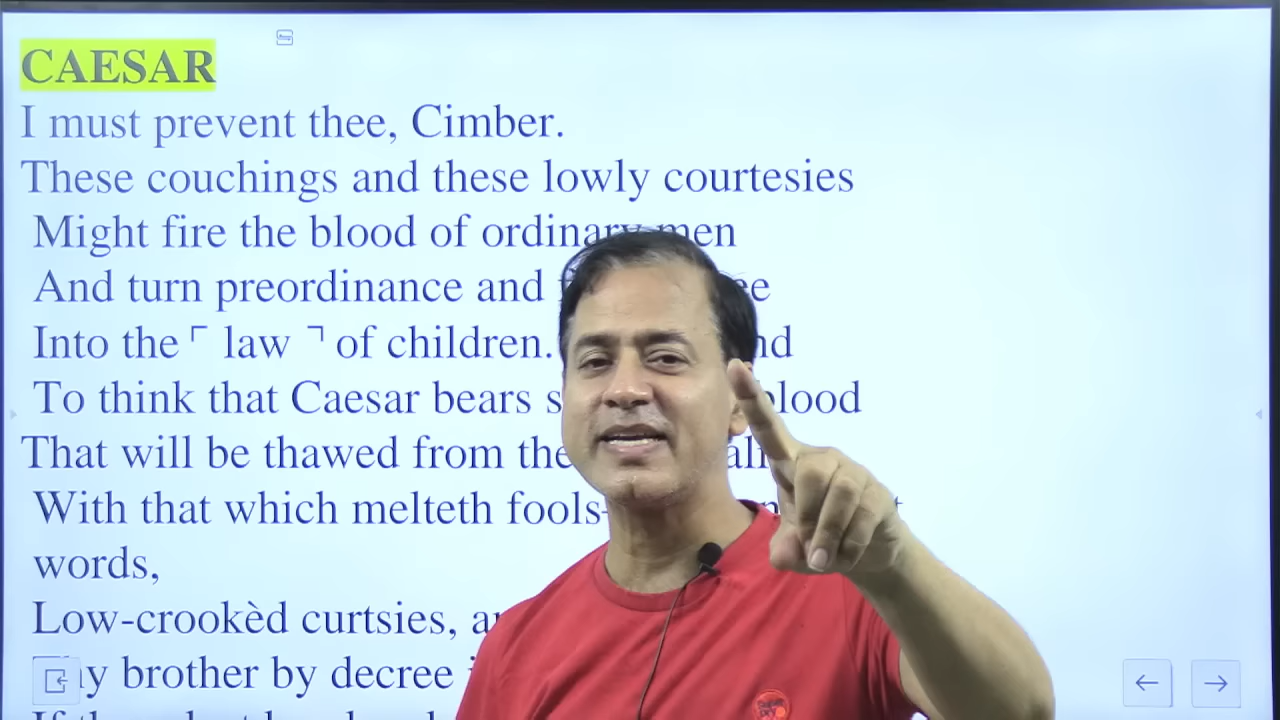 CAESAR
I must prevent thee, Cimber.
These couchings and these lowly courtesies
Might fire the blood of ordinary men
And turn preordinance and
Into the ⌜ law ⌝ of children.
To think that Caesar bears blood
That will be thawed from the
With that which melteth fools—
words,
Low-crookèd curtsies,
brother by decree